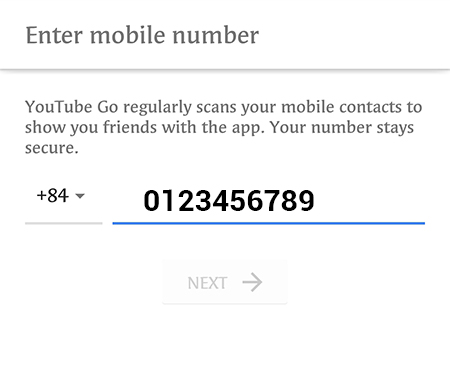 Enter mobile number
YouTube Go regularly scans your mobile contacts to
show you friends with the app. Your number stays
secure.
+84 0123456789
NEXT